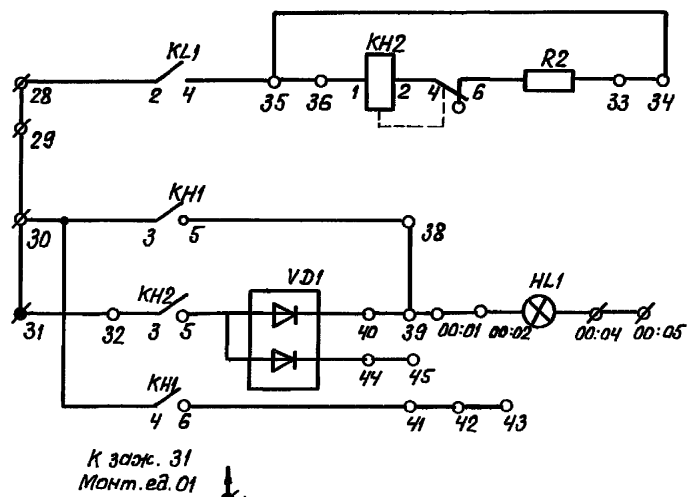 KL1 KH2 R2
28 2 4 35 36 1 2 4 6 33 34
29
KH1
30 3 5 38
VD1 HL1
KH2
31 32 3 5 40 39 00:01 00:02 00:04 00:05
44 45
KH1
4 6 41 42 43
К заж. 31
Монт.ед.01